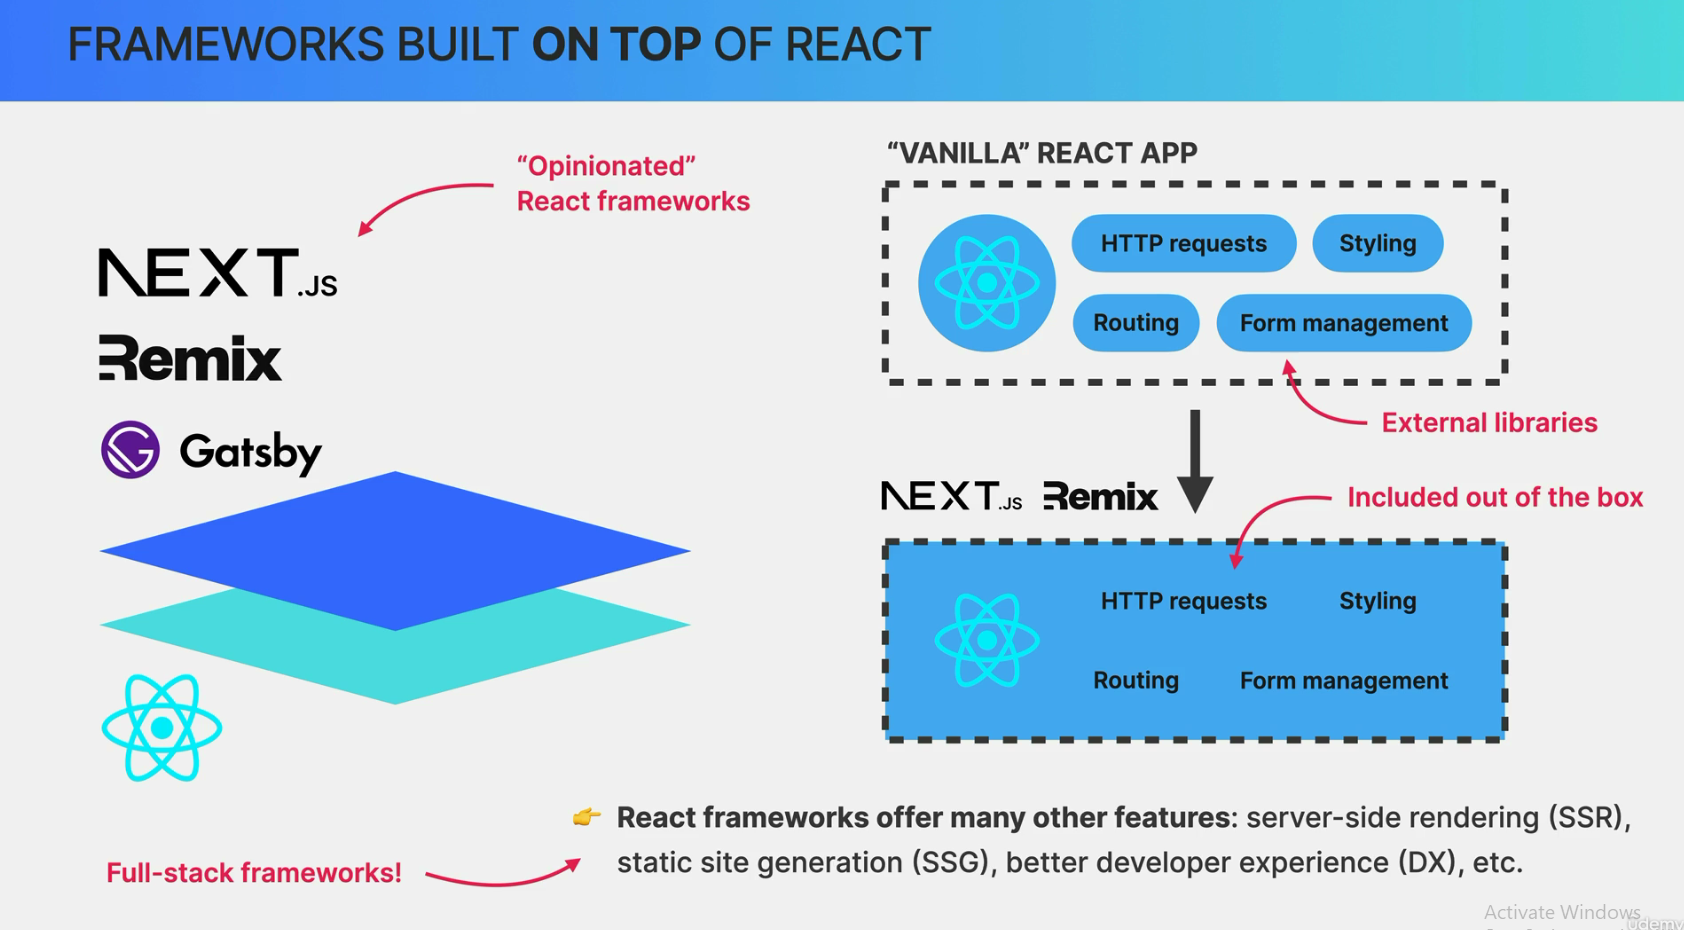 FRAMEWORKS BUILT ON TOP OF REACT
“Opinionated”
React frameworks
NEXT.JS
Remix
Gatsby
“VANILLA” REACT APP
HTTP requests
Styling
Routing
Form management
External libraries
NEXT.JS
Remix
Included out of the box
HTTP requests
Styling
Routing
Form management
React frameworks offer many other features: server-side rendering (SSR),
static site generation (SSG), better developer experience (DX), etc.
Full-stack frameworks!
Activate Windows
udemy